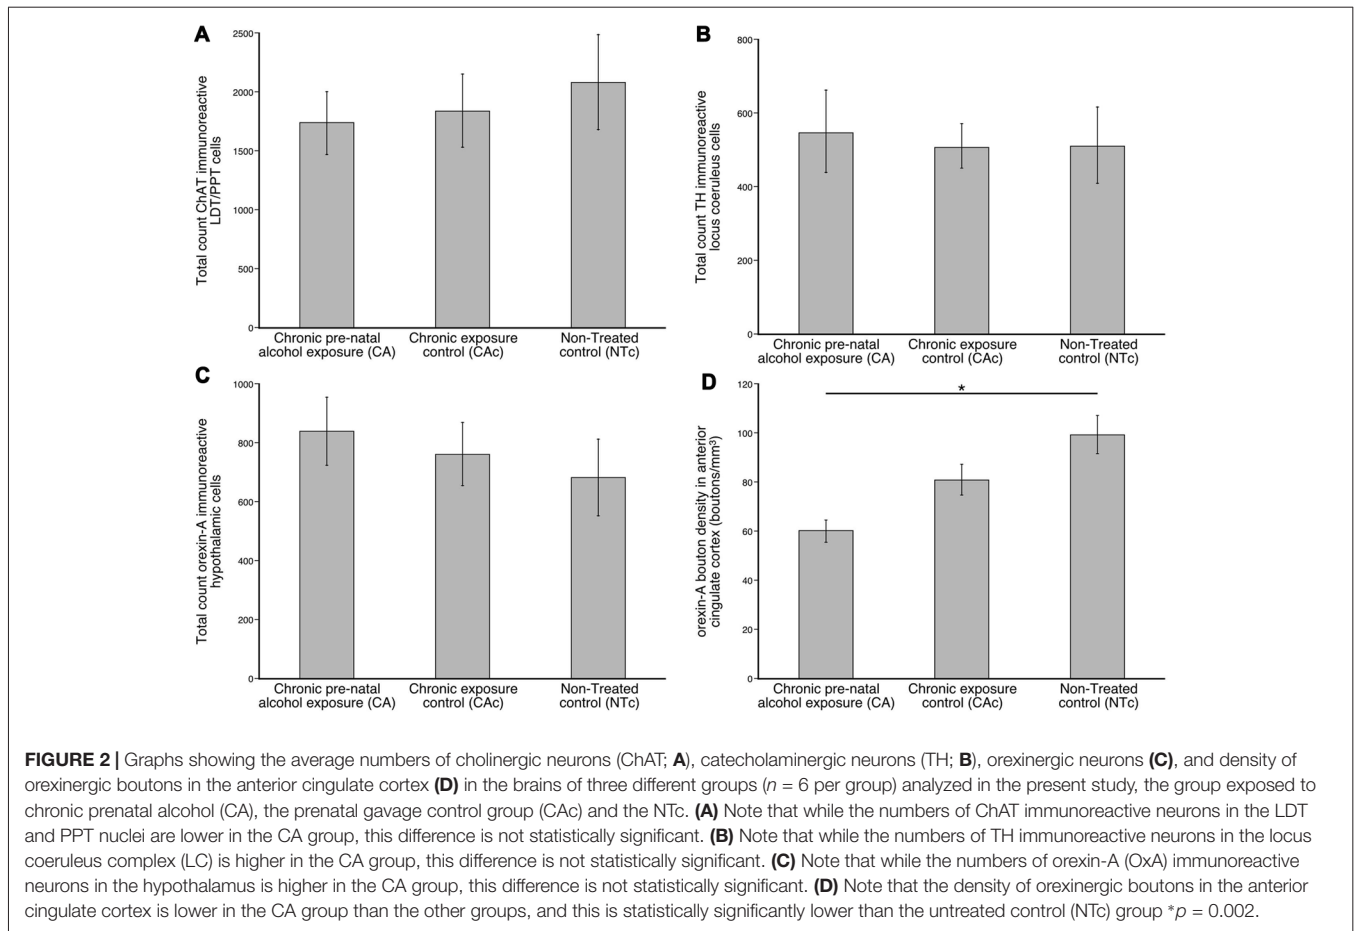 A
Total count ChAT immunoreactive
LDT/PPT cells
2500
2000
1500
1000
500
0
Chronic pre-natal
alcohol exposure (CA)
Chronic exposure
control (CAc)
Non-Treated
control (NTc)
B
Total count TH immunoreactive
locus coeruleus cells
800
600
400
200
0
Chronic pre-natal
alcohol exposure (CA)
Chronic exposure
control (CAc)
Non-Treated
control (NTc)
C
Total count orexin-A immunoreactive
hypothalamic cells
1000
800
600
400
200
0
Chronic pre-natal
alcohol exposure (CA)
Chronic exposure
control (CAc)
Non-Treated
control (NTc)
D
orexin-A bouton density in anterior
cingulate cortex (boutons/mm³)
120
100
80
60
40
20
0
*
Chronic pre-natal
alcohol exposure (CA)
Chronic exposure
control (CAc)
Non-Treated
control (NTc)
FIGURE 2 | Graphs showing the average numbers of cholinergic neurons (ChAT; A), catecholaminergic neurons (TH; B), orexinergic neurons (C), and density of
orexinergic boutons in the anterior cingulate cortex (D) in the brains of three different groups (n = 6 per group) analyzed in the present study, the group exposed to
chronic prenatal alcohol (CA), the prenatal gavage control group (CAc) and the NTc. (A) Note that while the numbers of ChAT immunoreactive neurons in the LDT
and PPT nuclei are lower in the CA group, this difference is not statistically significant. (B) Note that while the numbers of TH immunoreactive neurons in the locus
coeruleus complex (LC) is higher in the CA group, this difference is not statistically significant. (C) Note that while the numbers of orexin-A (OxA) immunoreactive
neurons in the hypothalamus is higher in the CA group, this difference is not statistically significant. (D) Note that the density of orexinergic boutons in the anterior
cingulate cortex is lower in the CA group than the other groups, and this is statistically significantly lower than the untreated control (NTc) group *p = 0.002.